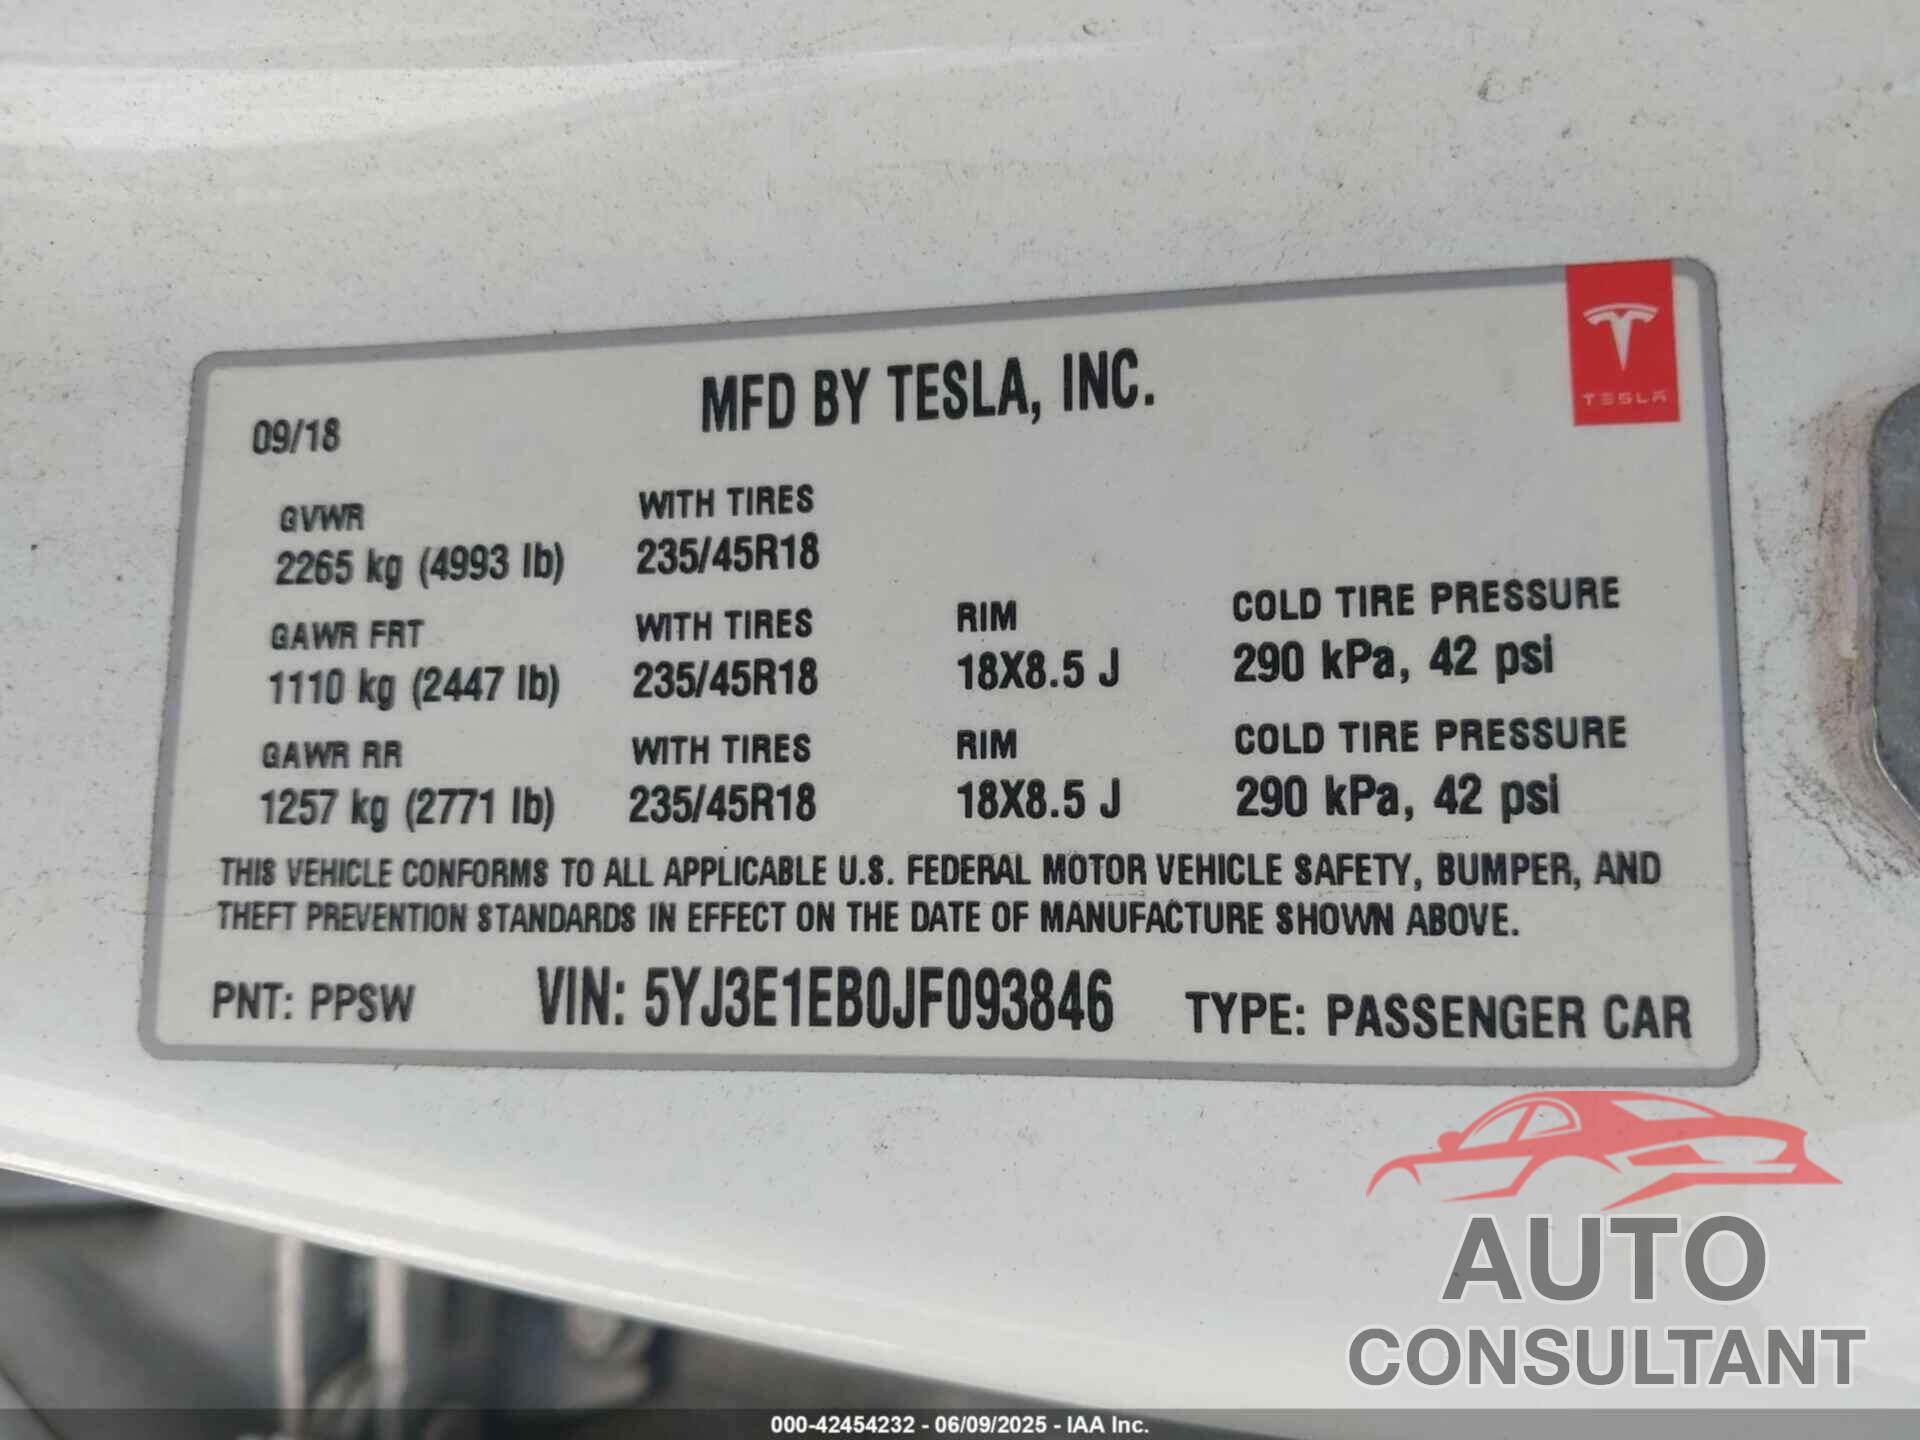 TESLA
MFD BY TESLA, INC.
09/18
GVWR WITH TIRES
2265 kg (4993 lb) 235/45R18
GAWR FRT WITH TIRES RIM COLD TIRE PRESSURE
1110 kg (2447 lb) 235/45R18 18X8.5 J 290 kPa, 42 psi
GAWR RR WITH TIRES RIM COLD TIRE PRESSURE
1257 kg (2771 lb) 235/45R18 18X8.5 J 290 kPa, 42 psi
THIS VEHICLE CONFORMS TO ALL APPLICABLE U.S. FEDERAL MOTOR VEHICLE SAFETY, BUMPER, AND
THEFT PREVENTION STANDARDS IN EFFECT ON THE DATE OF MANUFACTURE SHOWN ABOVE.
PNT: PPSW VIN: 5YJ3E1EB0JF093846 TYPE: PASSENGER CAR
AUTO
CONSULTANT
000-42454232 - 06/09/2025 - IAA Inc.